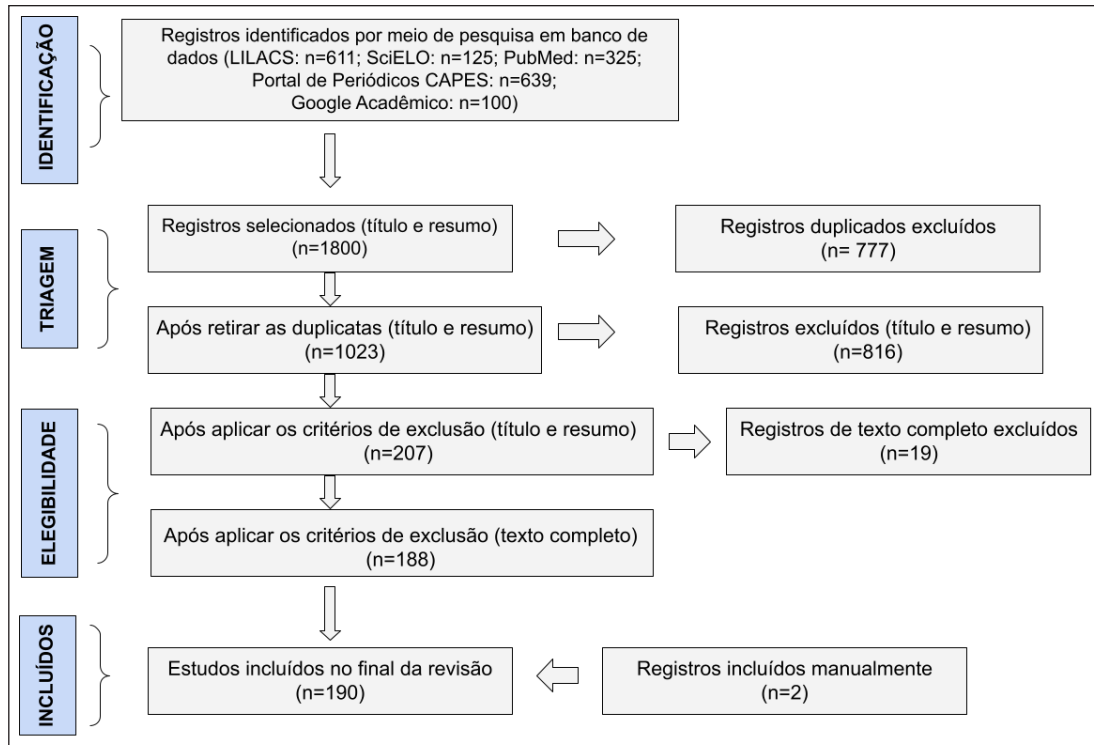 IDENTIFICAÇÃO
Registros identificados por meio de pesquisa em banco de
dados (LILACS: n=611; SciELO: n=125; PubMed: n=325;
Portal de Periódicos CAPES: n=639;
Google Acadêmico: n=100)
TRIAGEM
Registros selecionados (título e resumo)
(n=1800)
Registros duplicados excluídos
(n= 777)
Após retirar as duplicatas (título e resumo)
(n=1023)
Registros excluídos (título e resumo)
(n=816)
ELEGIBILIDADE
Após aplicar os critérios de exclusão (título e resumo)
(n=207)
Registros de texto completo excluídos
(n=19)
Após aplicar os critérios de exclusão (texto completo)
(n=188)
INCLUÍDOS
Estudos incluídos no final da revisão
(n=190)
Registros incluídos manualmente
(n=2)